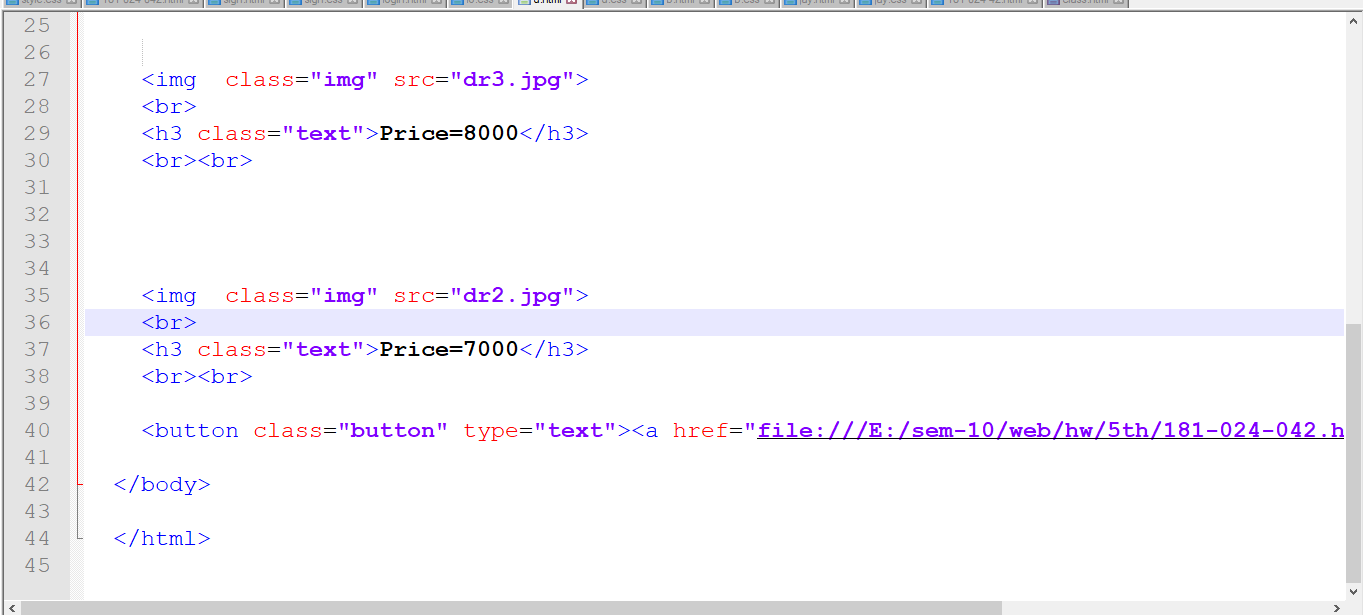 25
26
27 <img  class="img" src="dr3.jpg">
28 <br>
29 <h3 class="text">Price=8000</h3>
30 <br><br>
31
32
33
34
35 <img  class="img" src="dr2.jpg">
36 <br>
37 <h3 class="text">Price=7000</h3>
38 <br><br>
39
40 <button class="button" type="text"><a href="file:///E:/sem-10/web/hw/5th/181-024-042.h
41
42 </body>
43
44 </html>
45